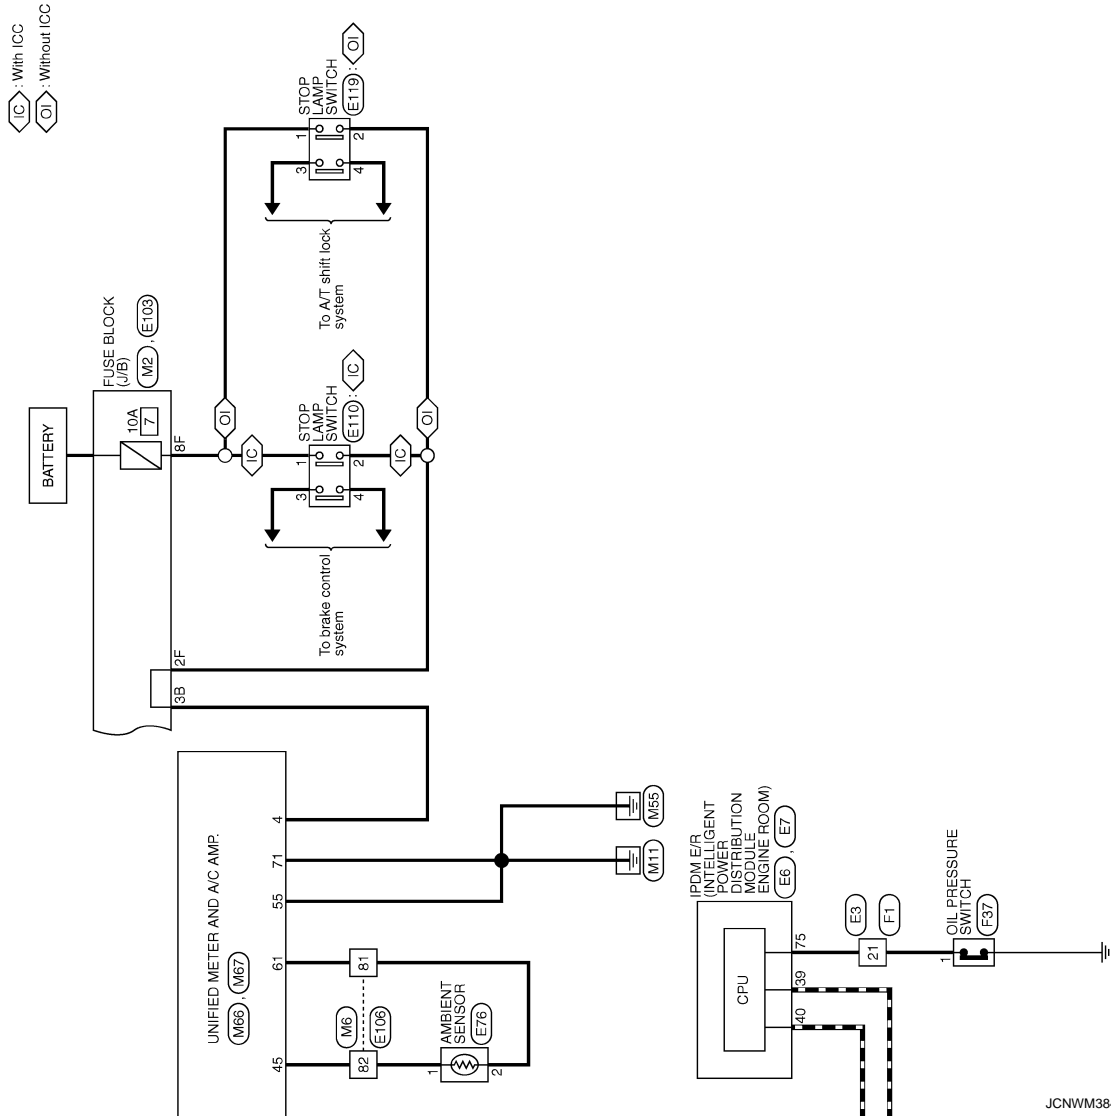 IC : With ICC
OI : Without ICC
STOP
LAMP
SWITCH
E119 : OI
1
2
3
4
To A/T shift lock
system
FUSE BLOCK
(J/B)
M2 , E103
BATTERY
10A
7
8F
OI
IC
STOP
LAMP
SWITCH
E110 : IC
1
2
3
4
IC
OI
To brake control
system
2F
3B
UNIFIED METER AND A/C AMP.
M66 , M67
4
71
55
61
45
M55
M11
81
82
M6
E106
AMBIENT
SENSOR
E76
1
2
IPDM E/R
(INTELLIGENT
POWER
DISTRIBUTION
MODULE
ENGINE ROOM)
E6 , E7
CPU
75
39
40
E3
F1
21
OIL PRESSURE
SWITCH
F37
1
JCNWM38